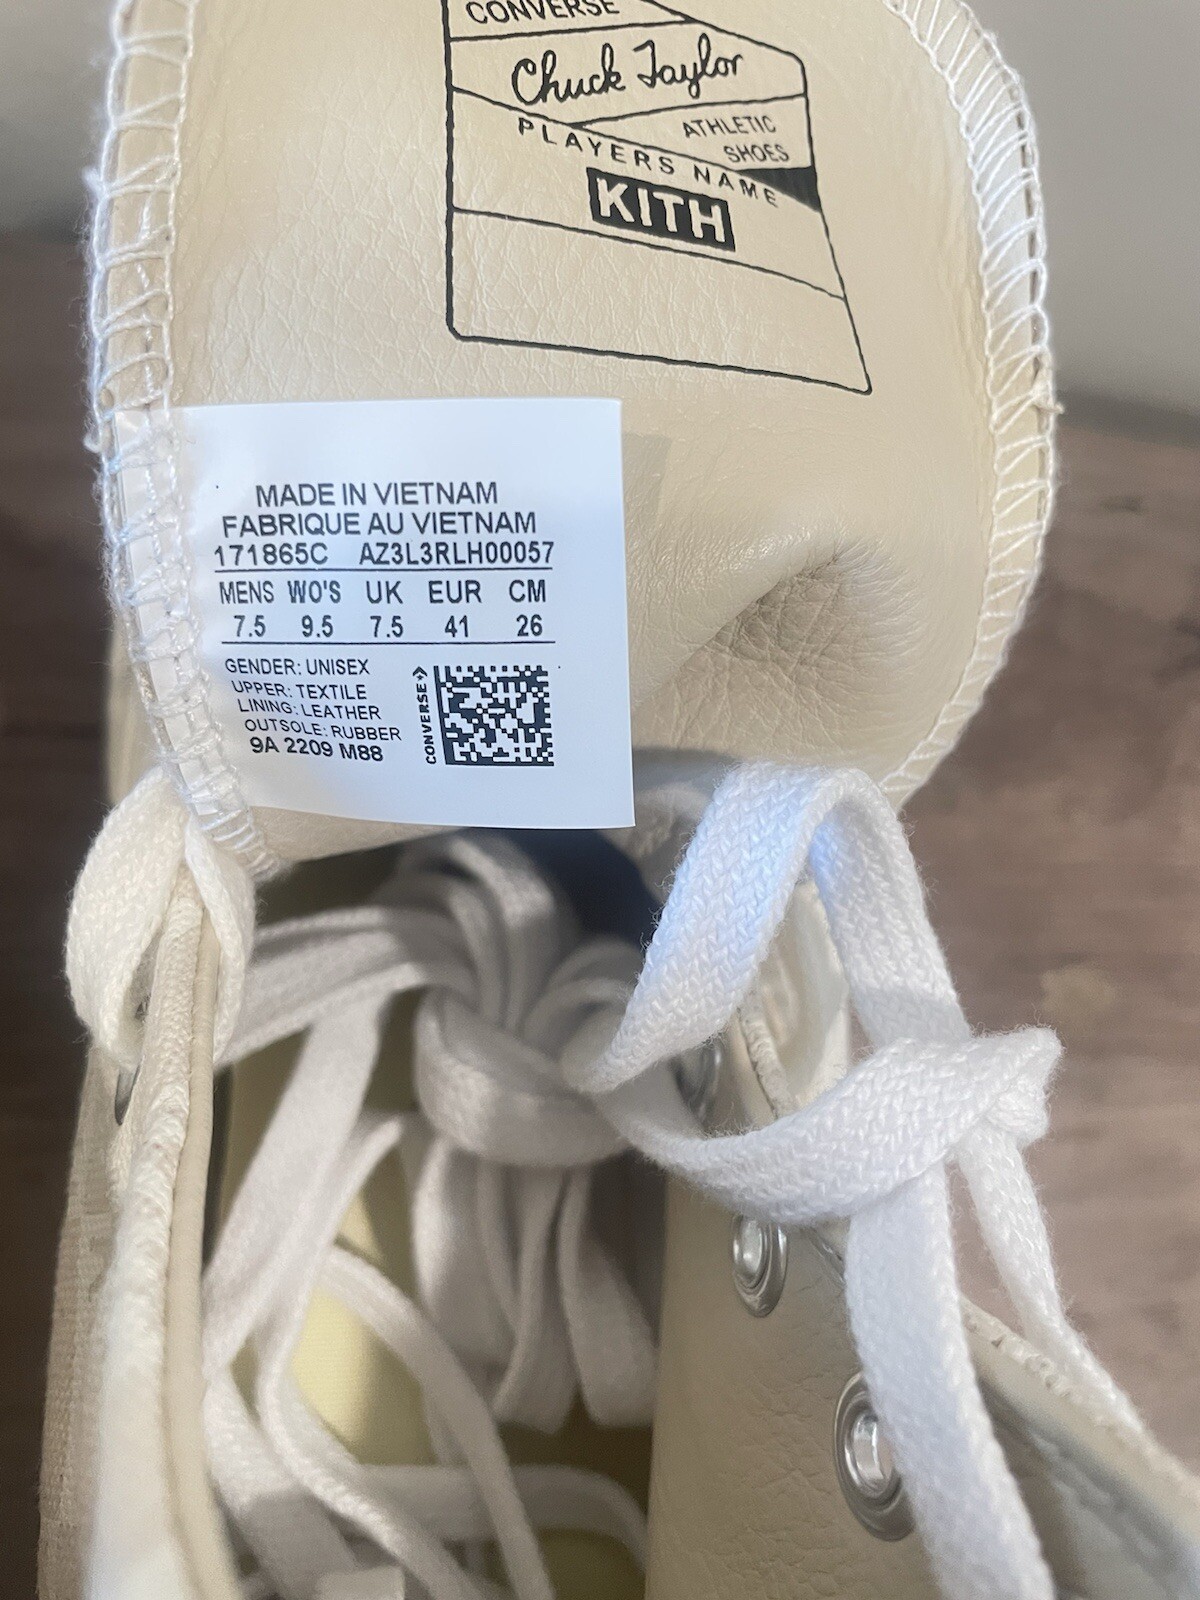 CONVERSE
Chuck Taylor
ATHLETIC
SHOES
PLAYERS NAME
KITH
MADE IN VIETNAM
FABRIQUE AU VIETNAM
171865C AZ3L3RLH00057
MENS WO'S UK EUR CM
7.5 9.5 7.5 41 26
GENDER: UNISEX
UPPER: TEXTILE
LINING: LEATHER
OUTSOLE: RUBBER
9A 2209 M88
CONVERSE